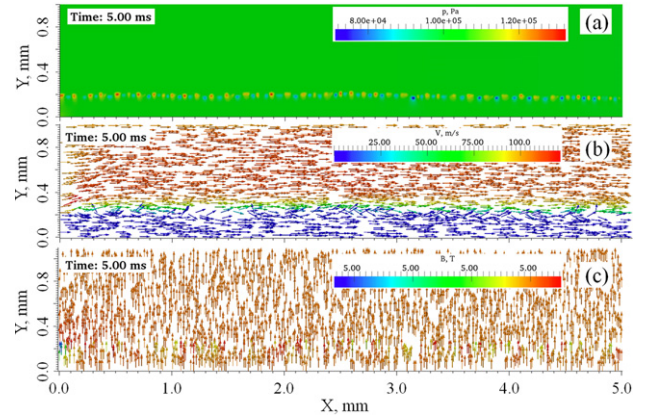 Time: 5.00 ms
p, Pa
8.00e+04 1.00e+05 1.20e+05
(a)
Y, mm
0.8
0.4
0.0
Time: 5.00 ms
V, m/s
25.00 50.00 75.00 100.0
(b)
Y, mm
0.8
0.4
0.0
Time: 5.00 ms
B, T
5.00 5.00 5.00 5.00
(c)
Y, mm
0.8
0.4
0.0
0.0 1.0 2.0 3.0 4.0 5.0
X, mm